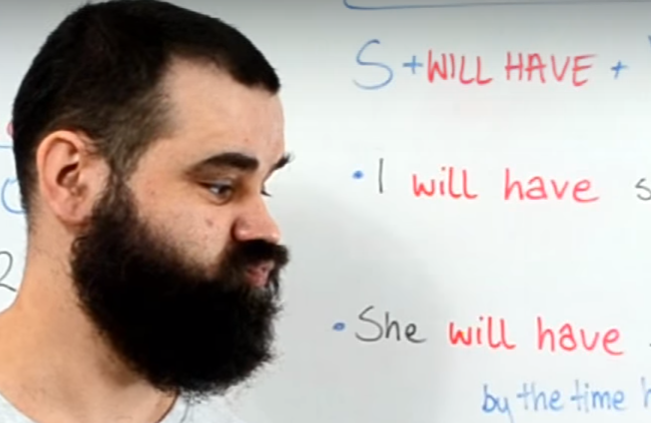 S + WILL HAVE +
• I will have
• She will have
by the time